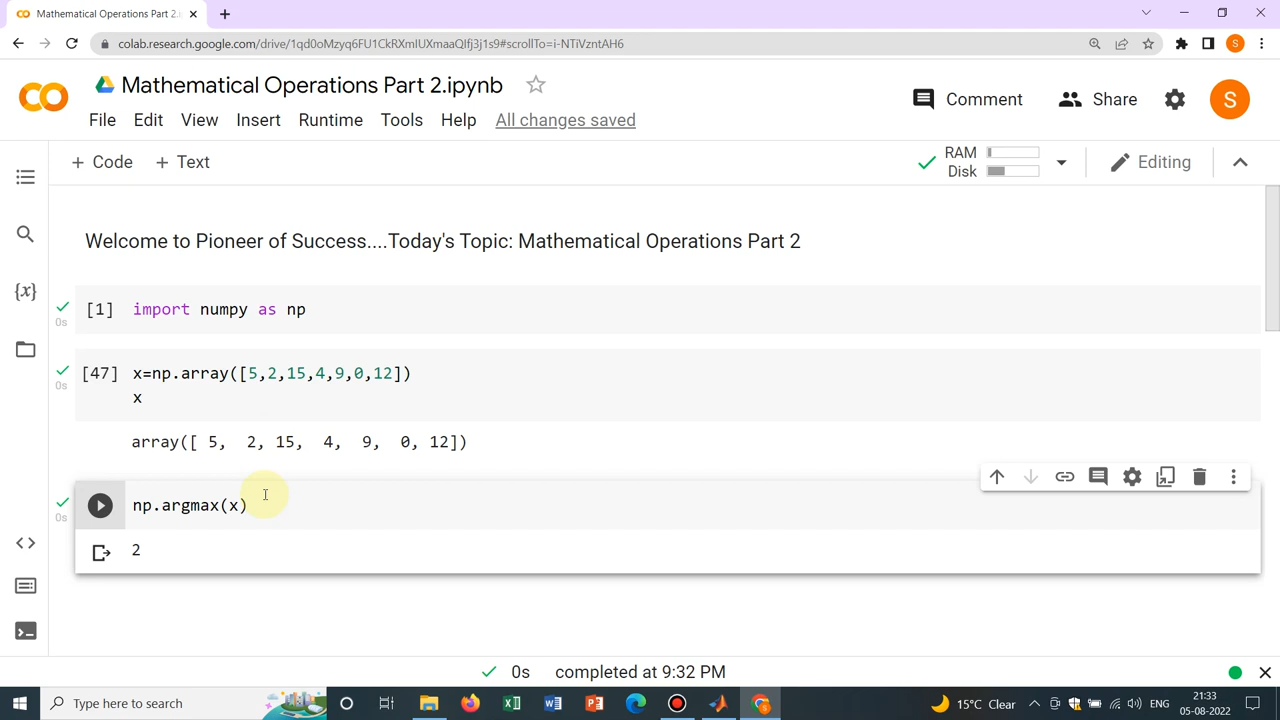 Mathematical Operations Part 2.i
colab.research.google.com/drive/1qd0oMzyq6FU1CkRXmIUXmaaQIfj3j1s9#scrollTo=i-NTiVzntAH6
S
CO
Mathematical Operations Part 2.ipynb
Comment
Share
S
File Edit View Insert Runtime Tools Help All changes saved
+ Code + Text
RAM
Disk
Editing
Welcome to Pioneer of Success....Today's Topic: Mathematical Operations Part 2
[1] import numpy as np
0s
{x}
[47] x=np.array([5,2,15,4,9,0,12])
0s
x
array([ 5, 2, 15, 4, 9, 0, 12])
np.argmax(x)
0s
2
0s completed at 9:32 PM
Type here to search
15°C Clear
ENG
21:33
05-08-2022